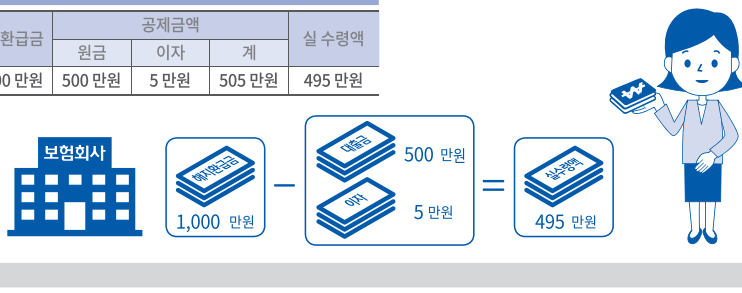 환급금 공제금액 실 수령액
원금 이자 계
만원 500 만원 5 만원 505 만원 495 만원
보험회사
해지환급금
1,000 만원
−
대출금
500 만원
이자
5 만원
=
실수령액
495 만원
₩